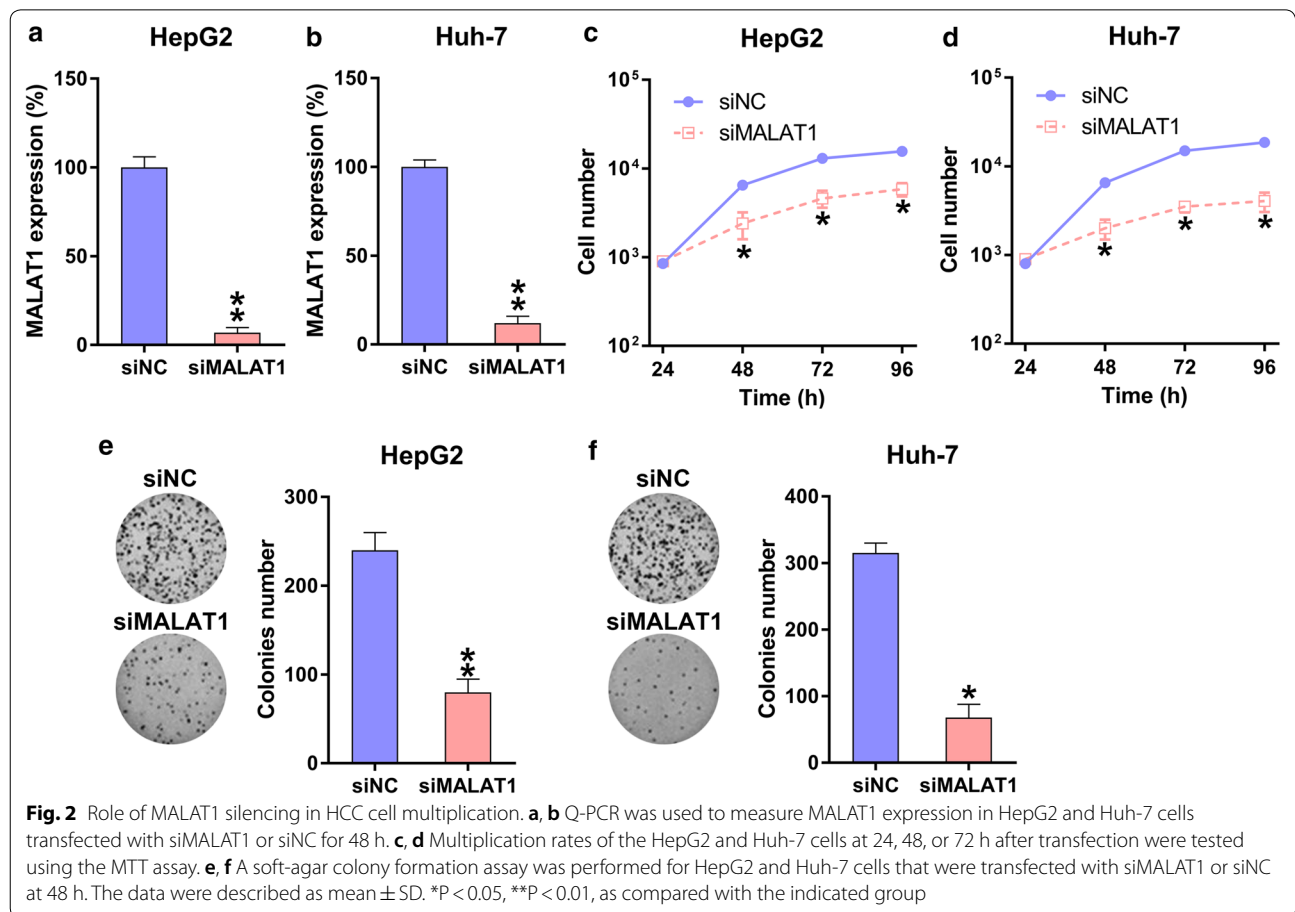 a
HepG2
MALAT1 expression (%)
150
100
50
0
**
siNC siMALAT1
b
Huh-7
MALAT1 expression (%)
150
100
50
0
**
siNC siMALAT1
c
HepG2
siNC
siMALAT1
Cell number
10⁵
10⁴
10³
10²
* * *
24 48 72 96
Time (h)
d
Huh-7
siNC
siMALAT1
Cell number
10⁵
10⁴
10³
10²
* * *
24 48 72 96
Time (h)
e
HepG2
siNC
siMALAT1
Colonies number
300
200
100
0
**
siNC siMALAT1
f
Huh-7
siNC
siMALAT1
Colonies number
400
300
200
100
0
*
siNC siMALAT1
Fig. 2 Role of MALAT1 silencing in HCC cell multiplication. a, b Q-PCR was used to measure MALAT1 expression in HepG2 and Huh-7 cells
transfected with siMALAT1 or siNC for 48 h. c, d Multiplication rates of the HepG2 and Huh-7 cells at 24, 48, or 72 h after transfection were tested
using the MTT assay. e, f A soft-agar colony formation assay was performed for HepG2 and Huh-7 cells that were transfected with siMALAT1 or siNC
at 48 h. The data were described as mean ± SD. *P < 0.05, **P < 0.01, as compared with the indicated group